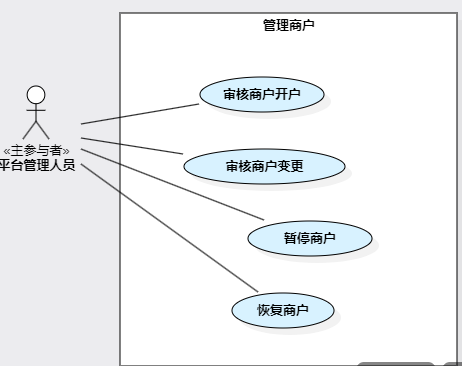 管理商户
审核商户开户
审核商户变更
暂停商户
恢复商户
«主参与者»
平台管理人员